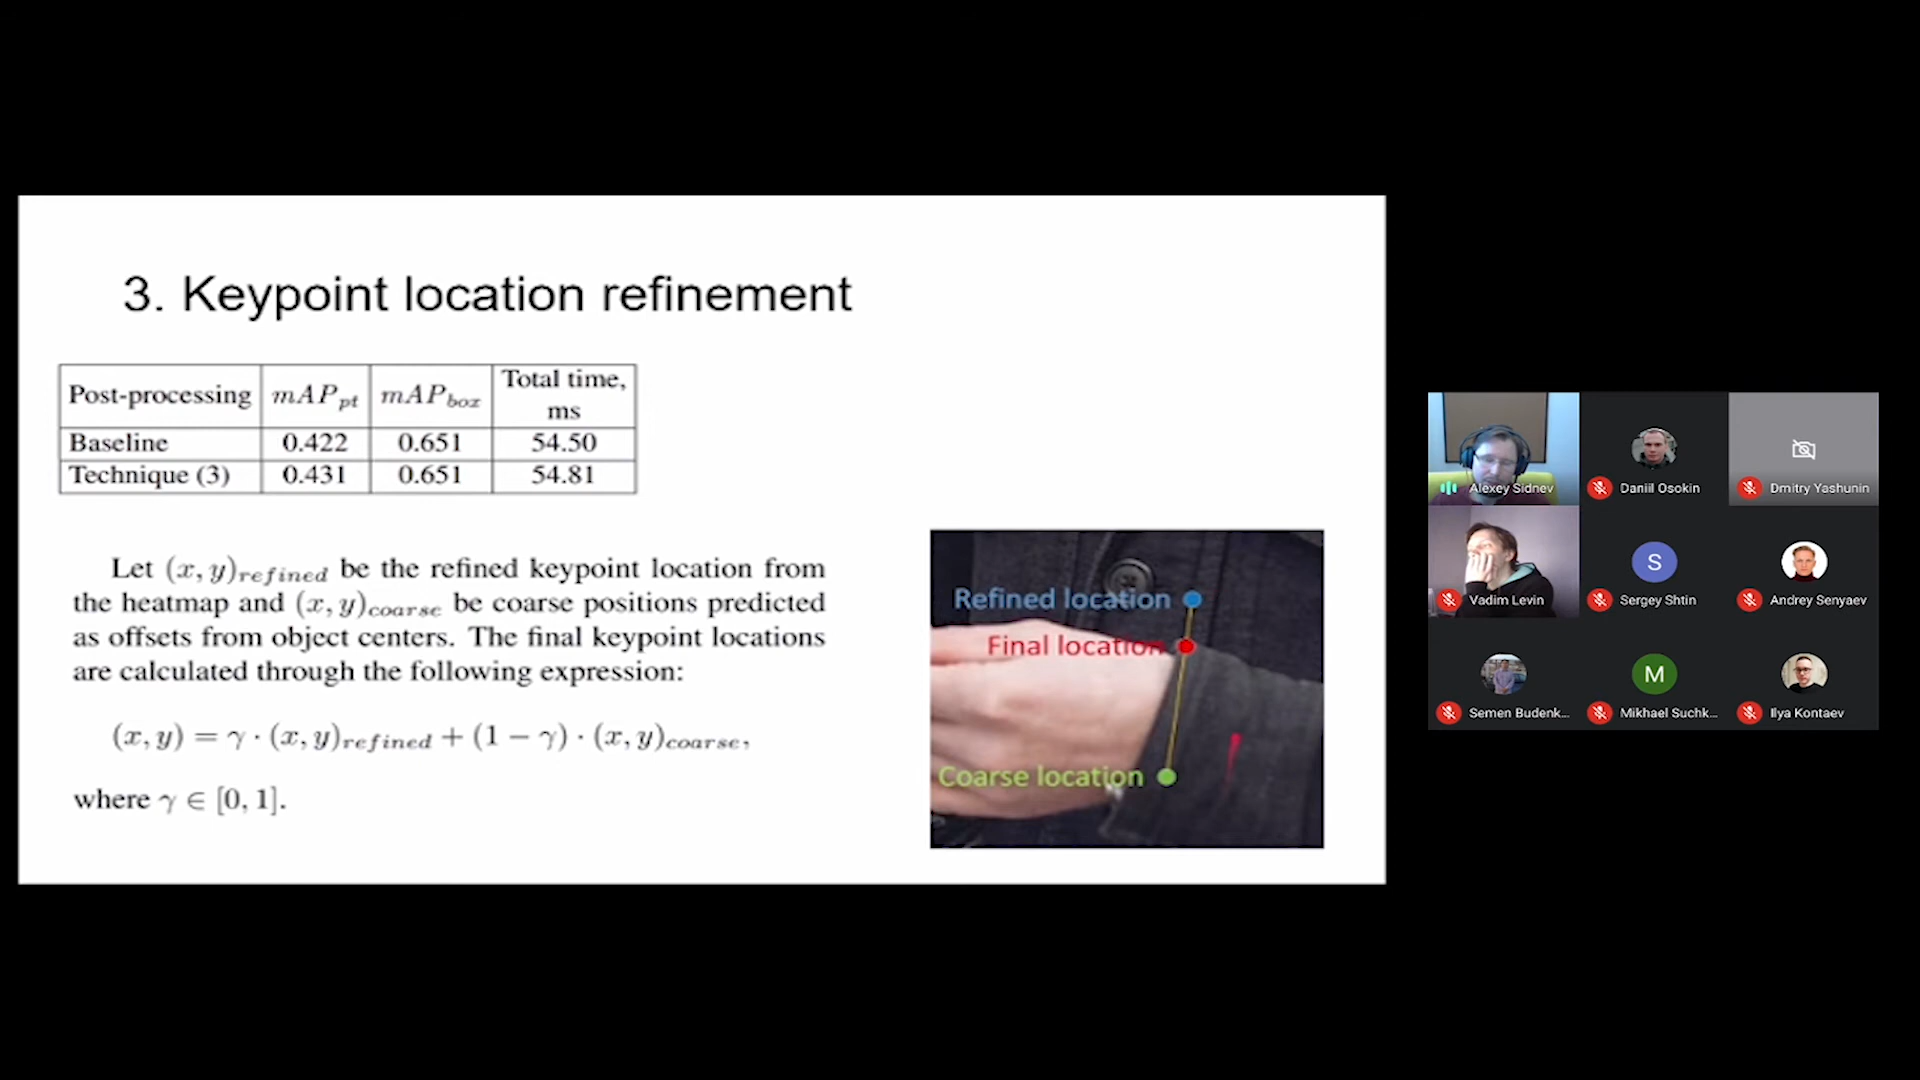 3. Keypoint location refinement
Post-processing mAP_pt mAP_box Total time, ms
Baseline 0.422 0.651 54.50
Technique (3) 0.431 0.651 54.81
Let (x, y)_refined be the refined keypoint location from
the heatmap and (x, y)_coarse be coarse positions predicted
as offsets from object centers. The final keypoint locations
are calculated through the following expression:
(x, y) = γ · (x, y)_refined + (1 − γ) · (x, y)_coarse,
where γ ∈ [0, 1].
Refined location
Final location
Coarse location
Alexey Sidnev
Daniil Osokin
Dmitry Yashunin
Vadim Levin
S
Sergey Shtin
Andrey Senyaev
Semen Budenk...
M
Mikhael Suchk...
Ilya Kontaev